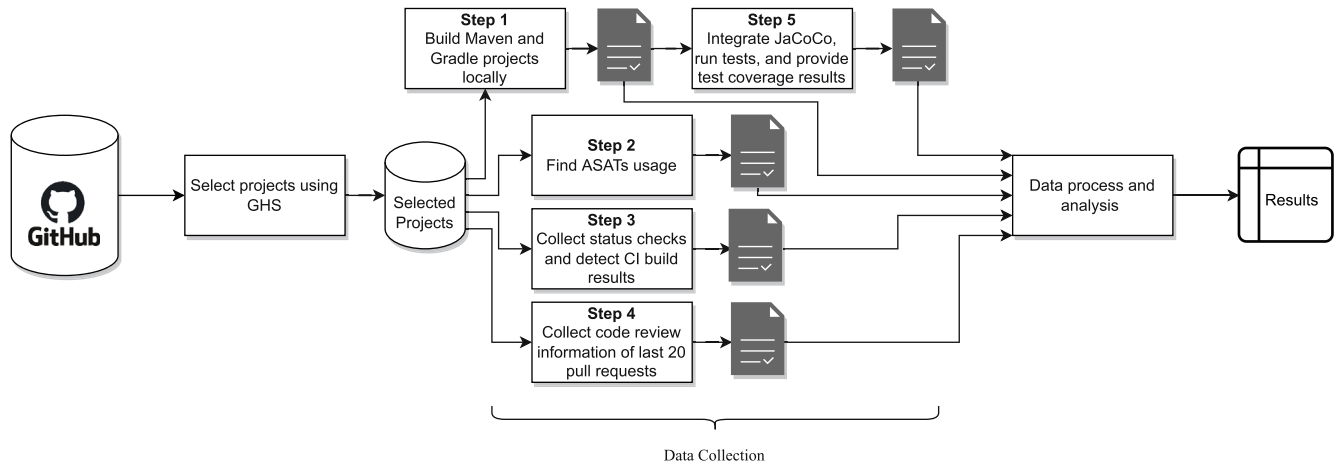 GitHub
Select projects using
GHS
Selected
Projects
Step 1
Build Maven and
Gradle projects
locally
Step 5
Integrate JaCoCo,
run tests, and provide
test coverage results
Step 2
Find ASATs usage
Step 3
Collect status checks
and detect CI build
results
Step 4
Collect code review
information of last 20
pull requests
Data process and
analysis
Results
Data Collection